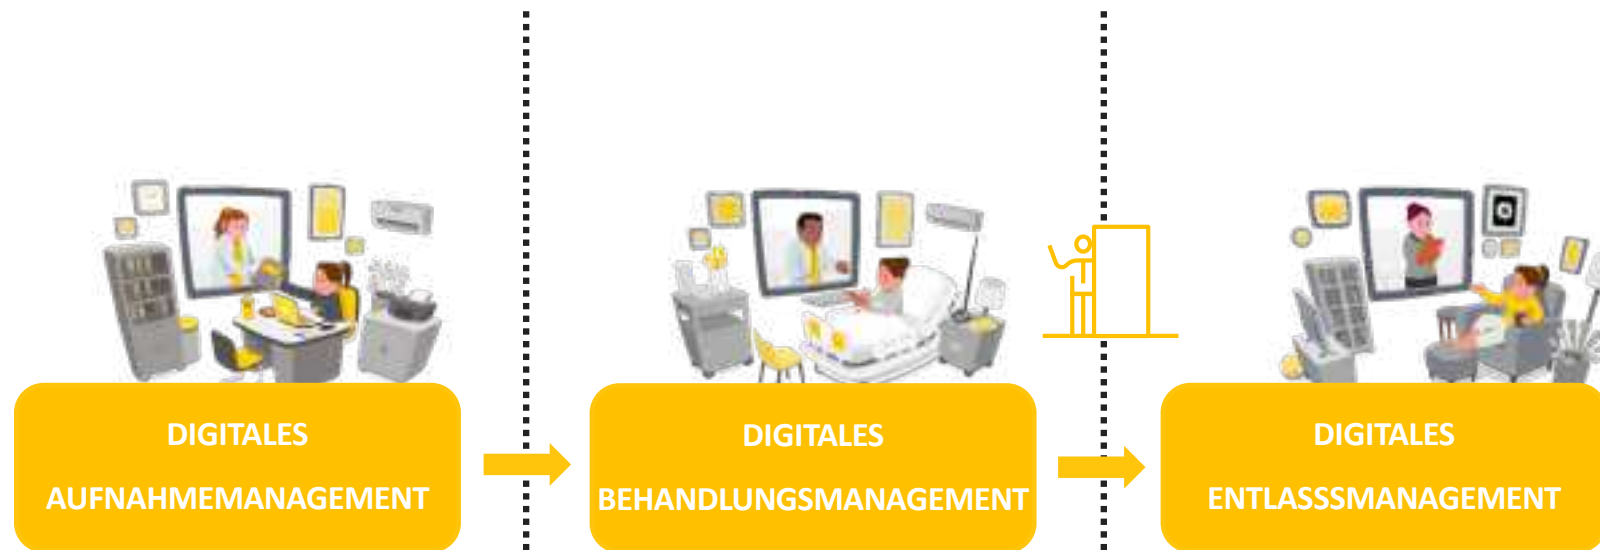 DIGITALES
AUFNAHMEMANAGEMENT
DIGITALES
BEHANDLUNGSMANAGEMENT
DIGITALES
ENTLASSSMANAGEMENT